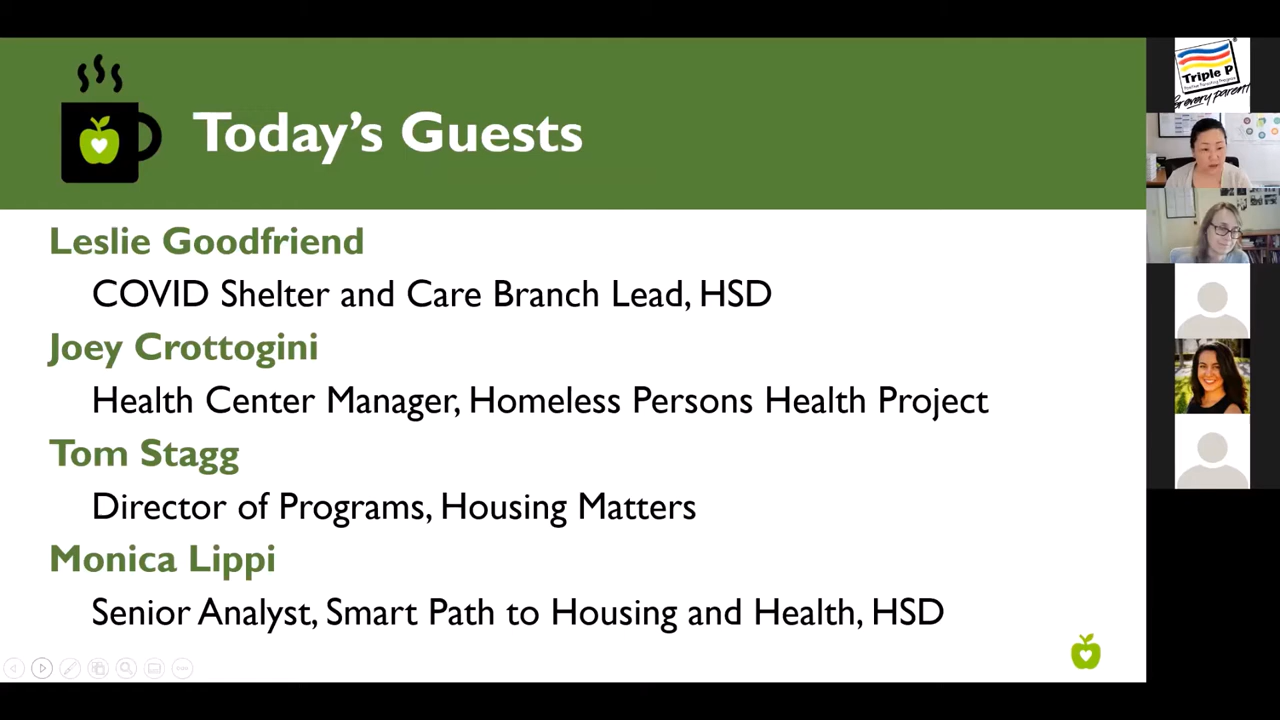 Today's Guests
Leslie Goodfriend
COVID Shelter and Care Branch Lead, HSD
Joey Crottogini
Health Center Manager, Homeless Persons Health Project
Tom Stagg
Director of Programs, Housing Matters
Monica Lippi
Senior Analyst, Smart Path to Housing and Health, HSD
Triple P